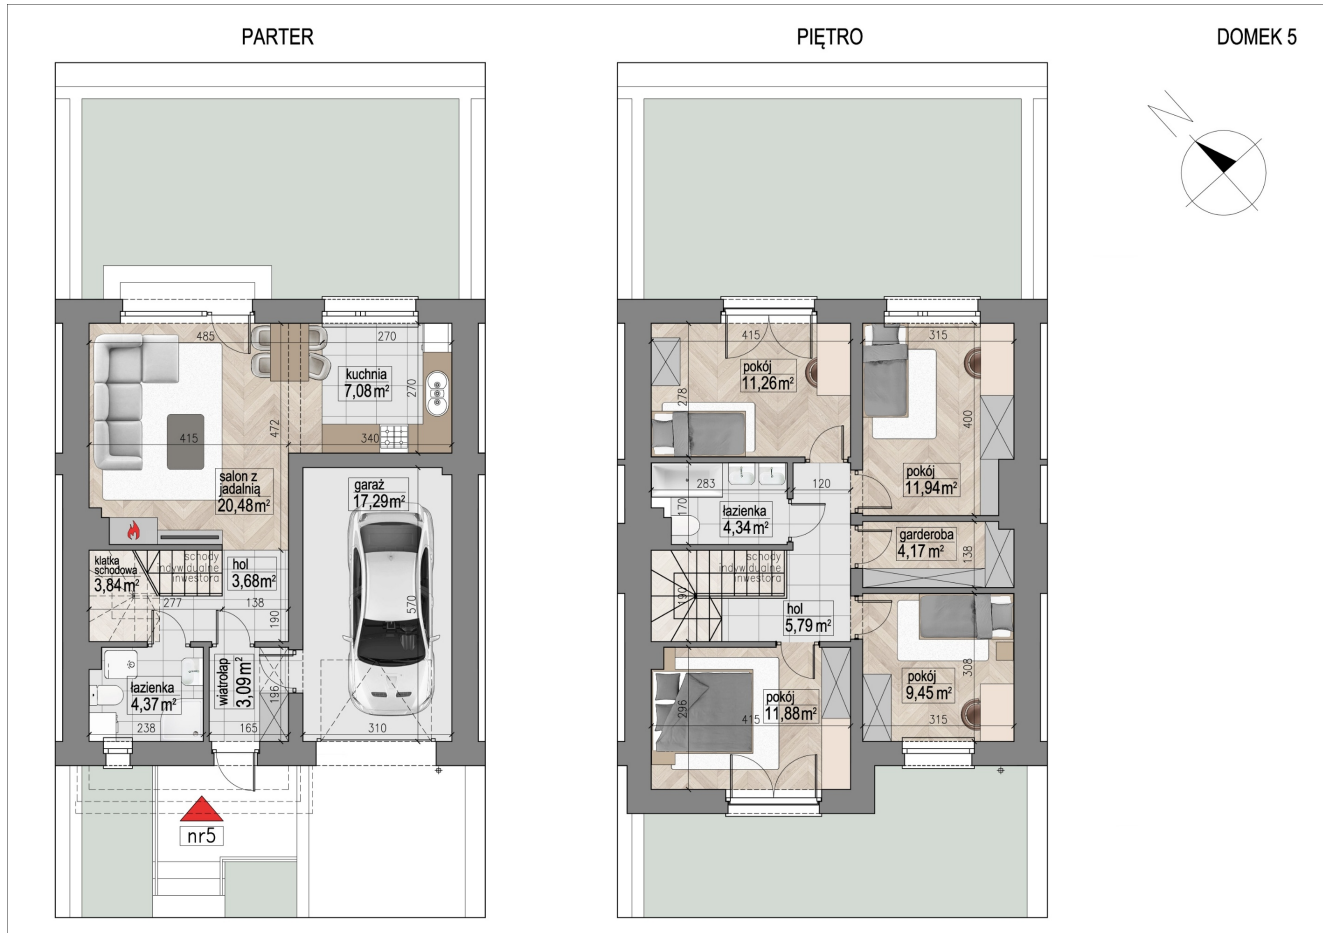 PARTER
PIĘTRO
DOMEK 5
N
485
270
kuchnia
7,08 m²
270
415
472
340
salon z
jadalnią
20,48 m²
garaż
17,29 m²
klatka
schodowa
3,84 m²
schody
indywidualne
inwestora
hol
3,68 m²
277
138
190
570
łazienka
4,37 m²
wiatrołap
3,09 m²
196
238
165
310
nr5
415
315
pokój
11,26 m²
278
400
pokój
11,94 m²
283
120
170
łazienka
4,34 m²
garderoba
4,17 m²
138
schody
indywidualne
inwestora
190
hol
5,79 m²
308
pokój
9,45 m²
315
296
pokój
11,88 m²
415